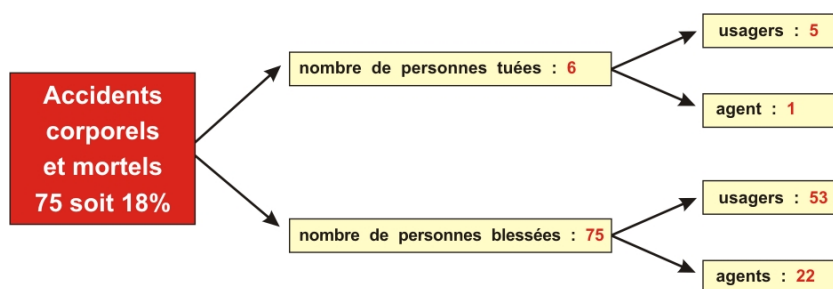 Accidents
corporels
et mortels
75 soit 18%
nombre de personnes tuées : 6
usagers : 5
agent : 1
nombre de personnes blessées : 75
usagers : 53
agents : 22